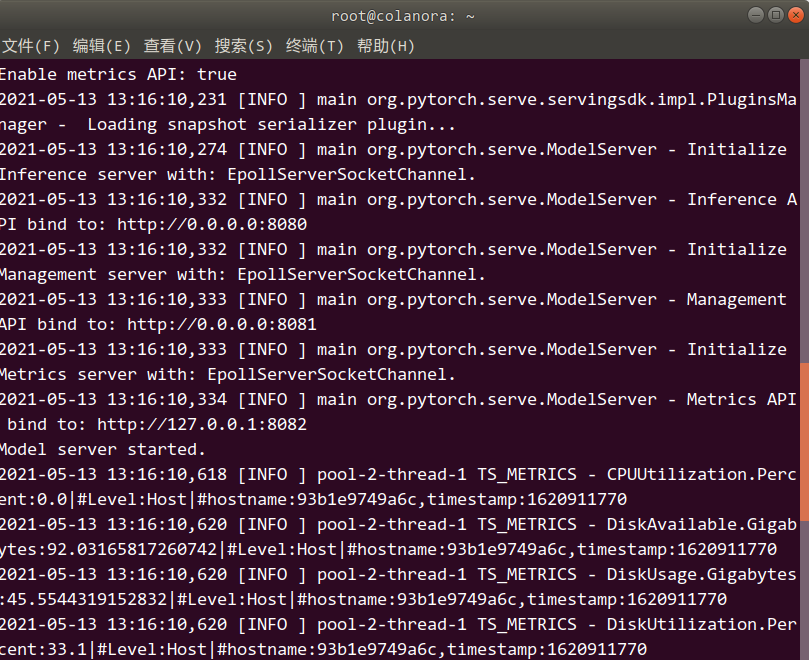 root@colanora: ~
文件(F) 编辑(E) 查看(V) 搜索(S) 终端(T) 帮助(H)
Enable metrics API: true
2021-05-13 13:16:10,231 [INFO ] main org.pytorch.serve.servingsdk.impl.PluginsMa
nager -  Loading snapshot serializer plugin...
2021-05-13 13:16:10,274 [INFO ] main org.pytorch.serve.ModelServer - Initialize
Inference server with: EpollServerSocketChannel.
2021-05-13 13:16:10,332 [INFO ] main org.pytorch.serve.ModelServer - Inference A
PI bind to: http://0.0.0.0:8080
2021-05-13 13:16:10,332 [INFO ] main org.pytorch.serve.ModelServer - Initialize
Management server with: EpollServerSocketChannel.
2021-05-13 13:16:10,333 [INFO ] main org.pytorch.serve.ModelServer - Management
API bind to: http://0.0.0.0:8081
2021-05-13 13:16:10,333 [INFO ] main org.pytorch.serve.ModelServer - Initialize
Metrics server with: EpollServerSocketChannel.
2021-05-13 13:16:10,334 [INFO ] main org.pytorch.serve.ModelServer - Metrics API
 bind to: http://127.0.0.1:8082
Model server started.
2021-05-13 13:16:10,618 [INFO ] pool-2-thread-1 TS_METRICS - CPUUtilization.Perc
ent:0.0|#Level:Host|#hostname:93b1e9749a6c,timestamp:1620911770
2021-05-13 13:16:10,620 [INFO ] pool-2-thread-1 TS_METRICS - DiskAvailable.Gigab
ytes:92.03165817260742|#Level:Host|#hostname:93b1e9749a6c,timestamp:1620911770
2021-05-13 13:16:10,620 [INFO ] pool-2-thread-1 TS_METRICS - DiskUsage.Gigabytes
:45.5544319152832|#Level:Host|#hostname:93b1e9749a6c,timestamp:1620911770
2021-05-13 13:16:10,620 [INFO ] pool-2-thread-1 TS_METRICS - DiskUtilization.Per
cent:33.1|#Level:Host|#hostname:93b1e9749a6c,timestamp:1620911770